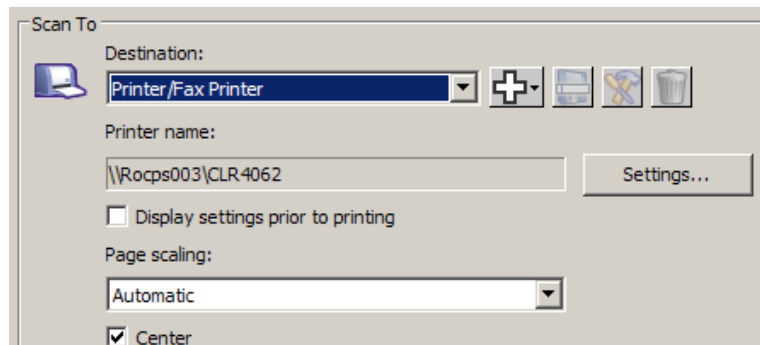 Scan To
Destination:
Printer/Fax Printer
Printer name:
\\Rocps003\CLR4062
Settings...
Display settings prior to printing
Page scaling:
Automatic
Center